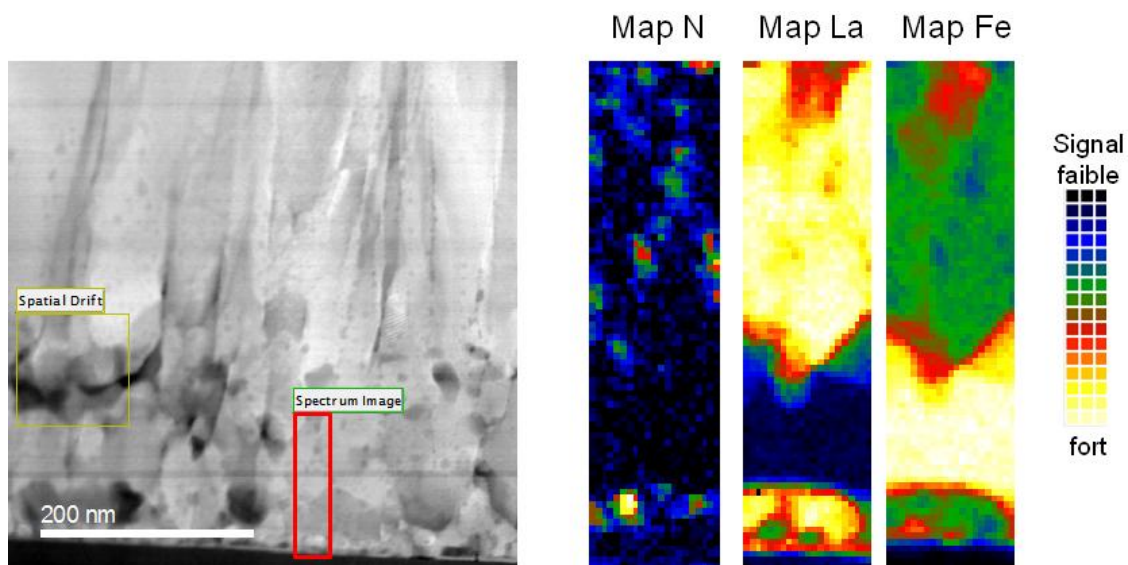 Map N
Map La
Map Fe
Spatial Drift
Spectrum Image
200 nm
Signal
faible
fort